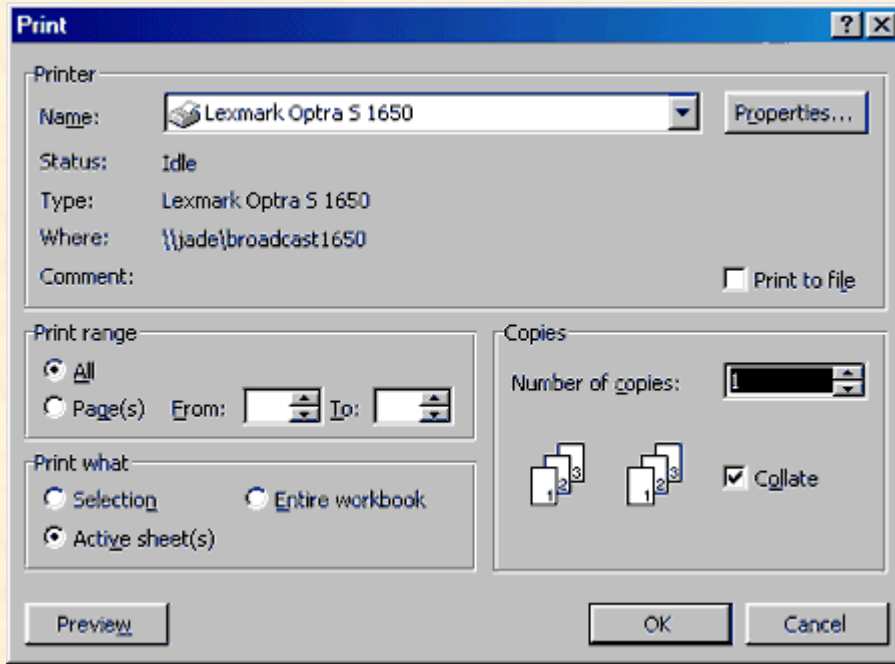 Print
Printer
Name: Lexmark Optra S 1650 Properties...
Status: Idle
Type: Lexmark Optra S 1650
Where: \\jade\broadcast1650
Comment:
Print to file
Print range
All
Page(s) From: To:
Copies
Number of copies: 1
1 2 3 1 2 3 Collate
Print what
Selection Entire workbook
Active sheet(s)
Preview OK Cancel